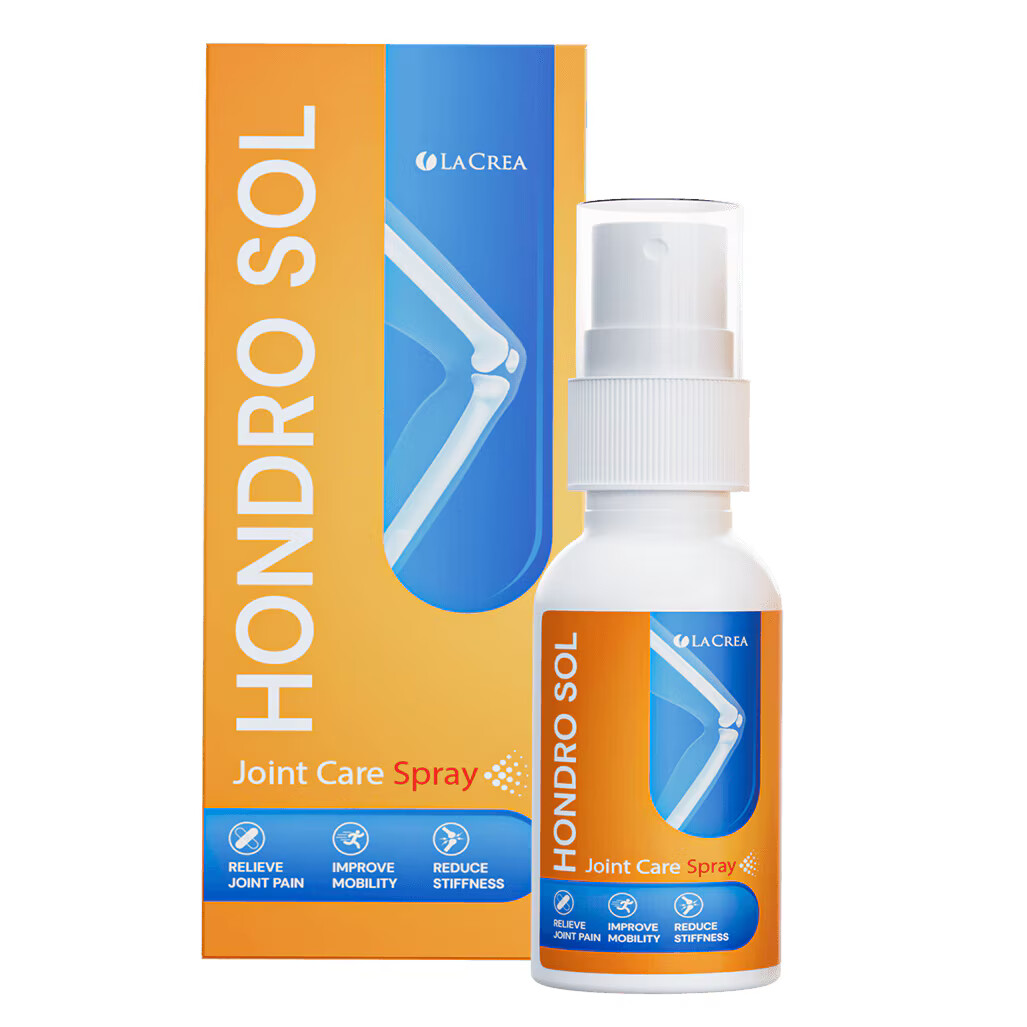 LACREA
HONDRO SOL
Joint Care Spray
RELIEVE
JOINT PAIN
IMPROVE
MOBILITY
REDUCE
STIFFNESS
LACREA
HONDRO SOL
Joint Care Spray
RELIEVE
JOINT PAIN
IMPROVE
MOBILITY
REDUCE
STIFFNESS